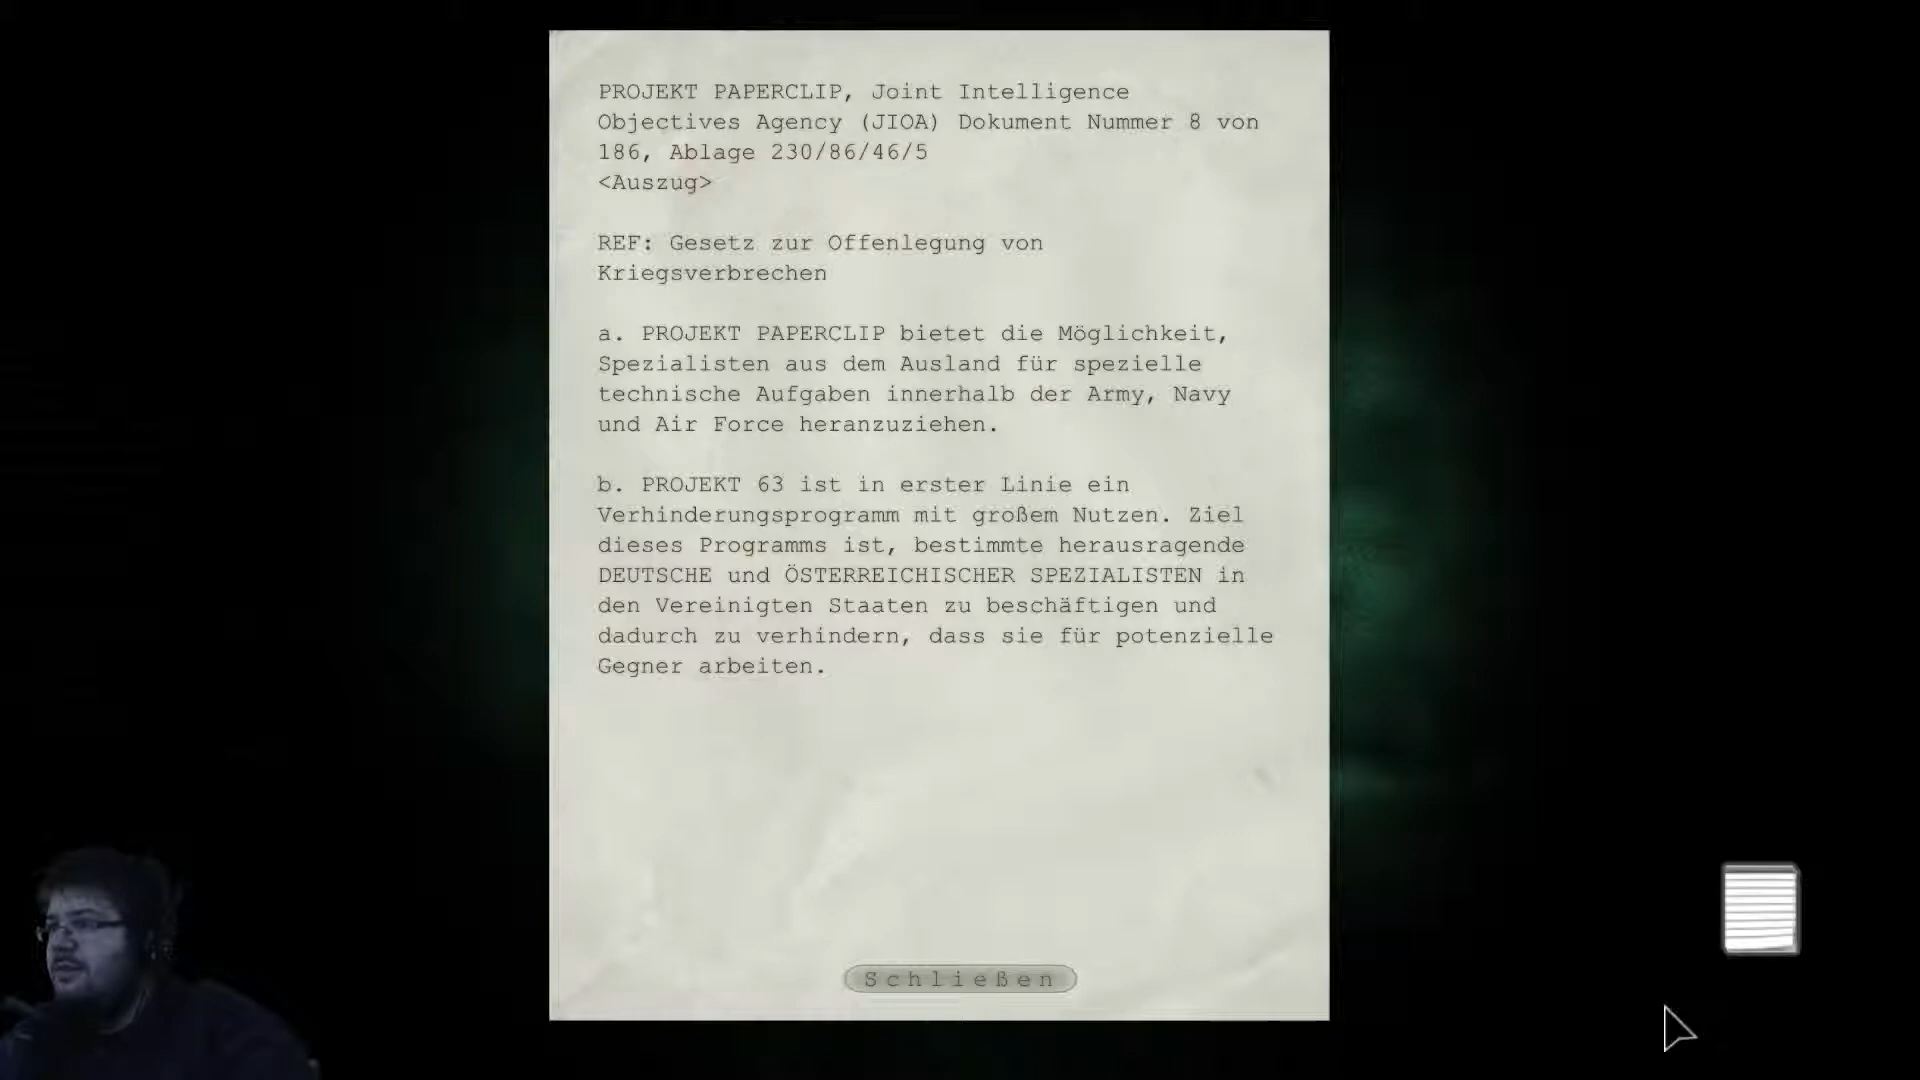 PROJEKT PAPERCLIP, Joint Intelligence
Objectives Agency (JIOA) Dokument Nummer 8 von
186, Ablage 230/86/46/5
<Auszug>
REF: Gesetz zur Offenlegung von
Kriegsverbrechen
a. PROJEKT PAPERCLIP bietet die Möglichkeit,
Spezialisten aus dem Ausland für spezielle
technische Aufgaben innerhalb der Army, Navy
und Air Force heranzuziehen.
b. PROJEKT 63 ist in erster Linie ein
Verhinderungsprogramm mit großem Nutzen. Ziel
dieses Programms ist, bestimmte herausragende
DEUTSCHE und ÖSTERREICHISCHER SPEZIALISTEN in
den Vereinigten Staaten zu beschäftigen und
dadurch zu verhindern, dass sie für potenzielle
Gegner arbeiten.
Schließen